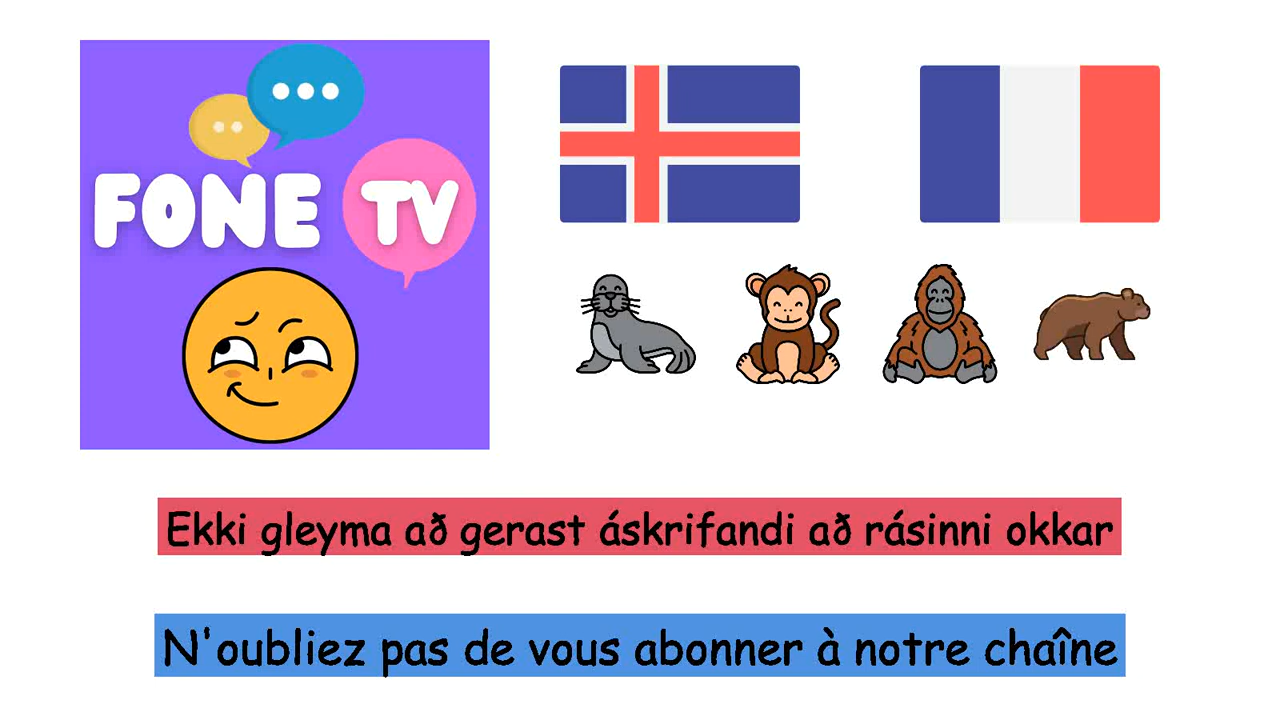 FONE TV
Ekki gleyma að gerast áskrifandi að rásinni okkar
N'oubliez pas de vous abonner à notre chaîne